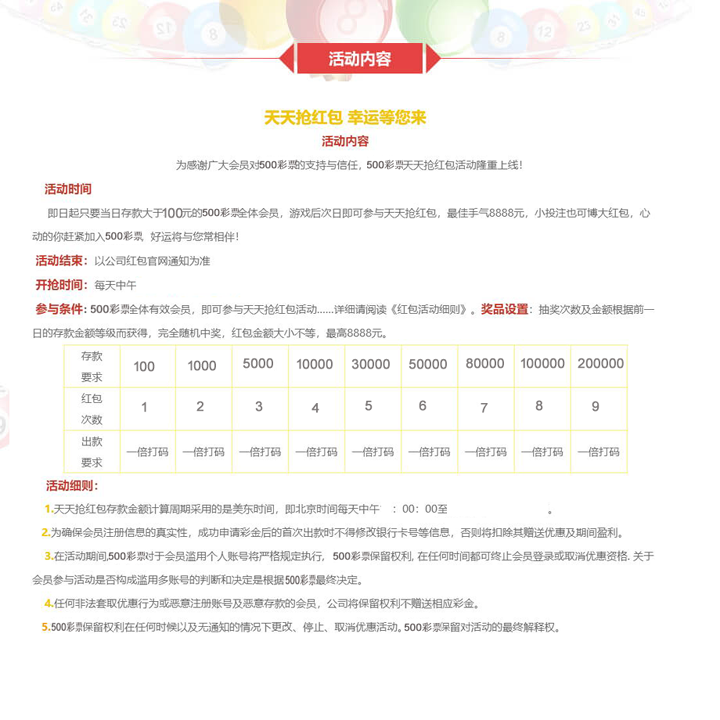 活动内容
天天抢红包 幸运等您来
活动内容
为感谢广大会员对500彩票的支持与信任，500彩票天天抢红包活动隆重上线！
活动时间
即日起只要当日存款大于100元的500彩票全体会员，游戏后次日即可参与天天抢红包，最佳手气8888元，小投注也可博大红包，心
动的你赶紧加入500彩票，好运将与您常相伴！
活动结束：以公司红包官网通知为准
开抢时间：每天中午
参与条件: 500彩票全体有效会员，即可参与天天抢红包活动......详细请阅读《红包活动细则》。奖品设置：抽奖次数及金额根据前一
日的存款金额等级而获得，完全随机中奖，红包金额大小不等，最高8888元。
存款要求 100 1000 5000 10000 30000 50000 80000 100000 200000
红包次数 1 2 3 4 5 6 7 8 9
出款要求 一倍打码 一倍打码 一倍打码 一倍打码 一倍打码 一倍打码 一倍打码 一倍打码 一倍打码
活动细则：
1.天天抢红包存款金额计算周期采用的是美东时间，即北京时间每天中午 ：00：00至 。
2.为确保会员注册信息的真实性，成功申请彩金后的首次出款时不得修改银行卡号等信息，否则将扣除其赠送优惠及期间盈利。
3.在活动期间,500彩票对于会员滥用个人账号将严格规定执行， 500彩票保留权利, 在任何时间都可终止会员登录或取消优惠资格. 关于
会员参与活动是否构成滥用多账号的判断和决定是根据500彩票最终决定。
4.任何非法套取优惠行为或恶意注册账号及恶意存款的会员，公司将保留权利不赠送相应彩金。
5.500彩票保留权利在任何时候以及无通知的情况下更改、停止、取消优惠活动。500彩票保留对活动的最终解释权。